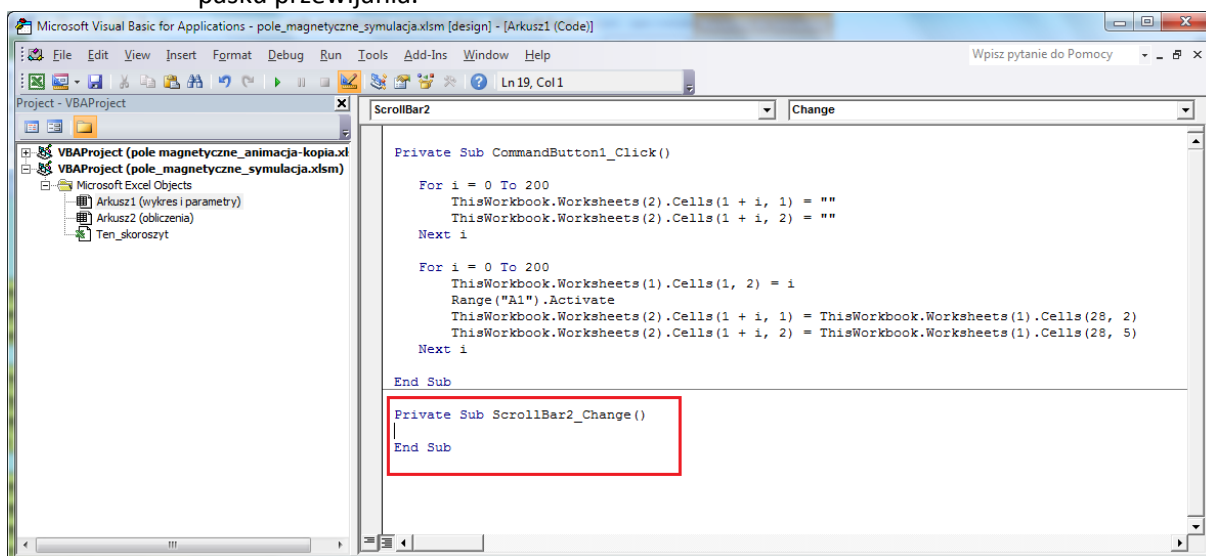 pasku przewijania.
Microsoft Visual Basic for Applications - pole_magnetyczne_symulacja.xlsm [design] - [Arkusz1 (Code)]
File Edit View Insert Format Debug Run Tools Add-Ins Window Help Wpisz pytanie do Pomocy
Ln 19, Col 1
Project - VBAProject
ScrollBar2 Change
VBAProject (pole magnetyczne_animacja-kopia.xl
VBAProject (pole_magnetyczne_symulacja.xlsm)
Microsoft Excel Objects
Arkusz1 (wykres i parametry)
Arkusz2 (obliczenia)
Ten_skoroszyt
Private Sub CommandButton1_Click()
For i = 0 To 200
ThisWorkbook.Worksheets(2).Cells(1 + i, 1) = ""
ThisWorkbook.Worksheets(2).Cells(1 + i, 2) = ""
Next i
For i = 0 To 200
ThisWorkbook.Worksheets(1).Cells(1, 2) = i
Range("A1").Activate
ThisWorkbook.Worksheets(2).Cells(1 + i, 1) = ThisWorkbook.Worksheets(1).Cells(28, 2)
ThisWorkbook.Worksheets(2).Cells(1 + i, 2) = ThisWorkbook.Worksheets(1).Cells(28, 5)
Next i
End Sub
Private Sub ScrollBar2_Change()
End Sub